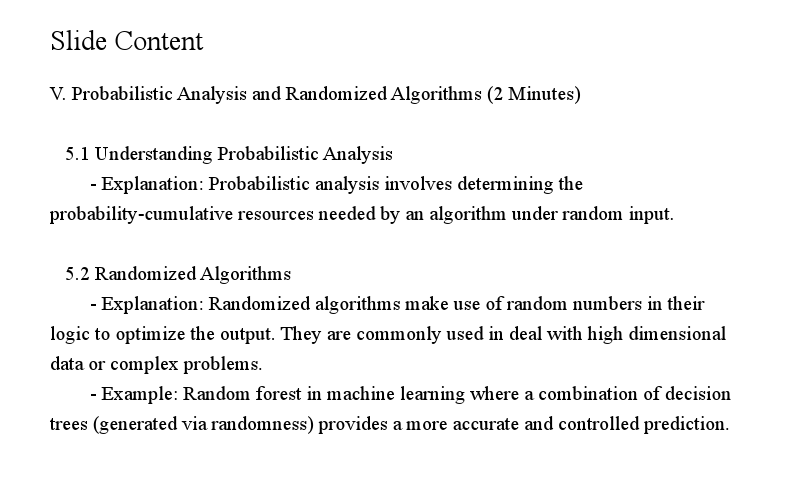 Slide Content
V. Probabilistic Analysis and Randomized Algorithms (2 Minutes)
5.1 Understanding Probabilistic Analysis
- Explanation: Probabilistic analysis involves determining the
probability-cumulative resources needed by an algorithm under random input.
5.2 Randomized Algorithms
- Explanation: Randomized algorithms make use of random numbers in their
logic to optimize the output. They are commonly used in deal with high dimensional
data or complex problems.
- Example: Random forest in machine learning where a combination of decision
trees (generated via randomness) provides a more accurate and controlled prediction.